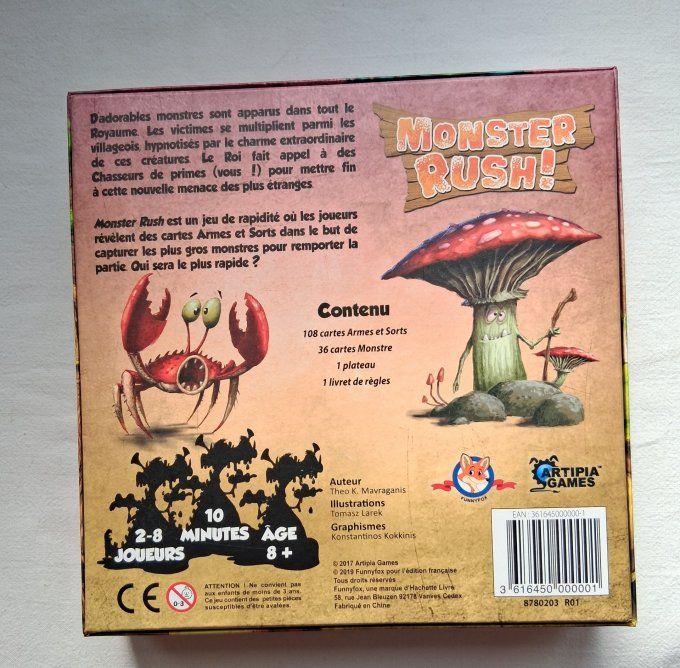 D'adorables monstres sont apparus dans tout le
Royaume. Les victimes se multiplient parmi les
villageois, hypnotisés par le charme extraordinaire
de ces créatures. Le Roi fait appel à des
Chasseurs de primes (vous !) pour mettre fin
à cette nouvelle menace des plus étranges.
Monster Rush est un jeu de rapidité où les joueurs
révèlent des cartes Armes et Sorts dans le but de
capturer les plus gros monstres pour remporter la
partie. Qui sera le plus rapide ?
MONSTER
RUSH!
Contenu
108 cartes Armes et Sorts
36 cartes Monstre
1 plateau
1 livret de règles
2-8
JOUEURS
10
MINUTES
ÂGE
8 +
Auteur
Theo K. Mavraganis
Illustrations
Tomasz Larek
Graphismes
Konstantinos Kokkinis
FUNNYFOX
ARTIPIA
GAMES
CE
0-3
ATTENTION ! Ne convient pas
aux enfants de moins de 3 ans.
Ce jeu contient des petites pièces
susceptibles d'être avalées.
© 2017 Artipia Games
© 2019 Funnyfox pour l'édition française
Tous droits réservés
Funnyfox, une marque d'Hachette Livre
58, rue Jean Bleuzen 92178 Vanves Cedex
Fabriqué en Chine
EAN : 361645000000-1
3 616450 000001
8780203 R01